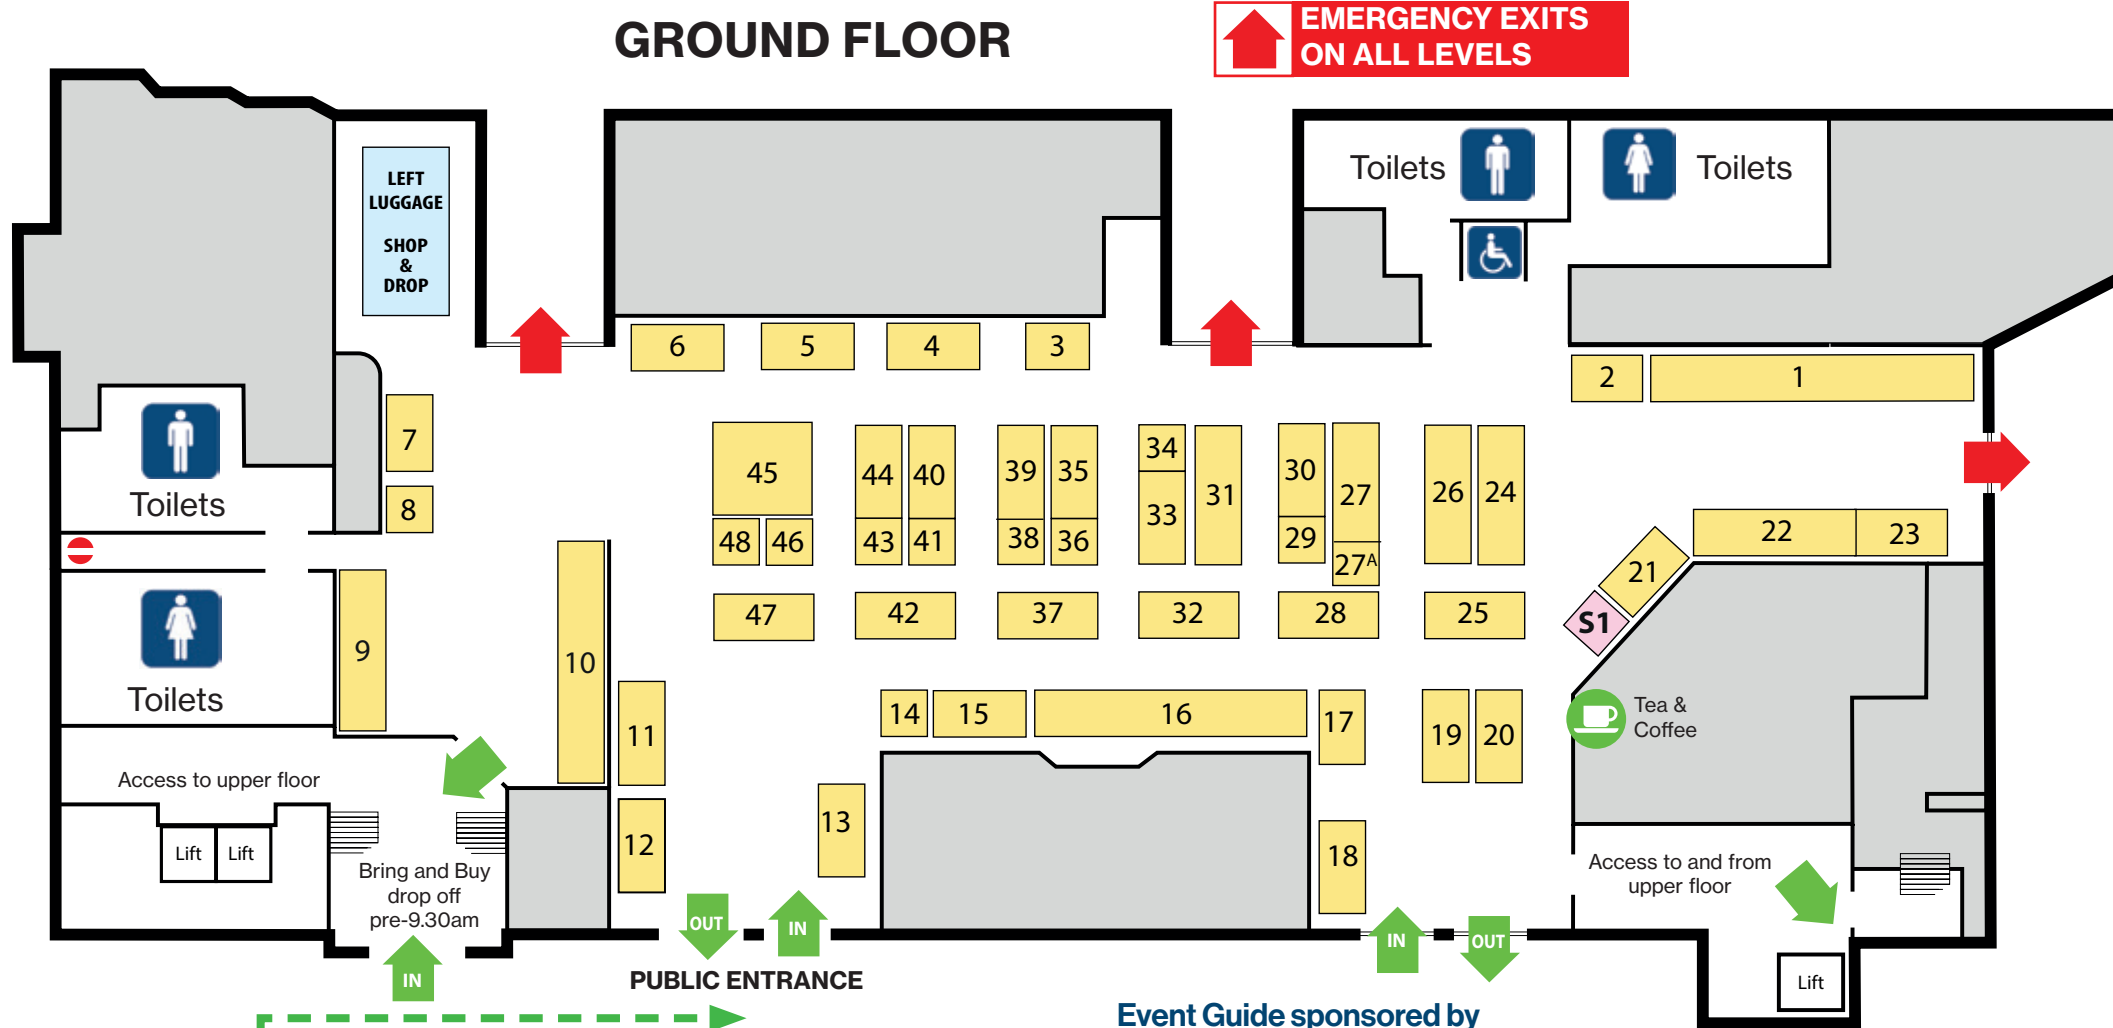 GROUND FLOOR
EMERGENCY EXITS
ON ALL LEVELS
LEFT
LUGGAGE
SHOP
&
DROP
Toilets
Toilets
6
5
4
3
2
1
7
8
Toilets
45
44
40
39
35
34
33
31
30
27
26
24
48
46
43
41
38
36
29
27A
22
23
21
S1
47
42
37
32
28
25
9
10
Toilets
11
14
15
16
17
19
20
Tea &
Coffee
Access to upper floor
12
13
18
Lift
Lift
Bring and Buy
drop off
pre-9.30am
Access to and from
upper floor
OUT
IN
IN
OUT
IN
PUBLIC ENTRANCE
Lift
Event Guide sponsored by